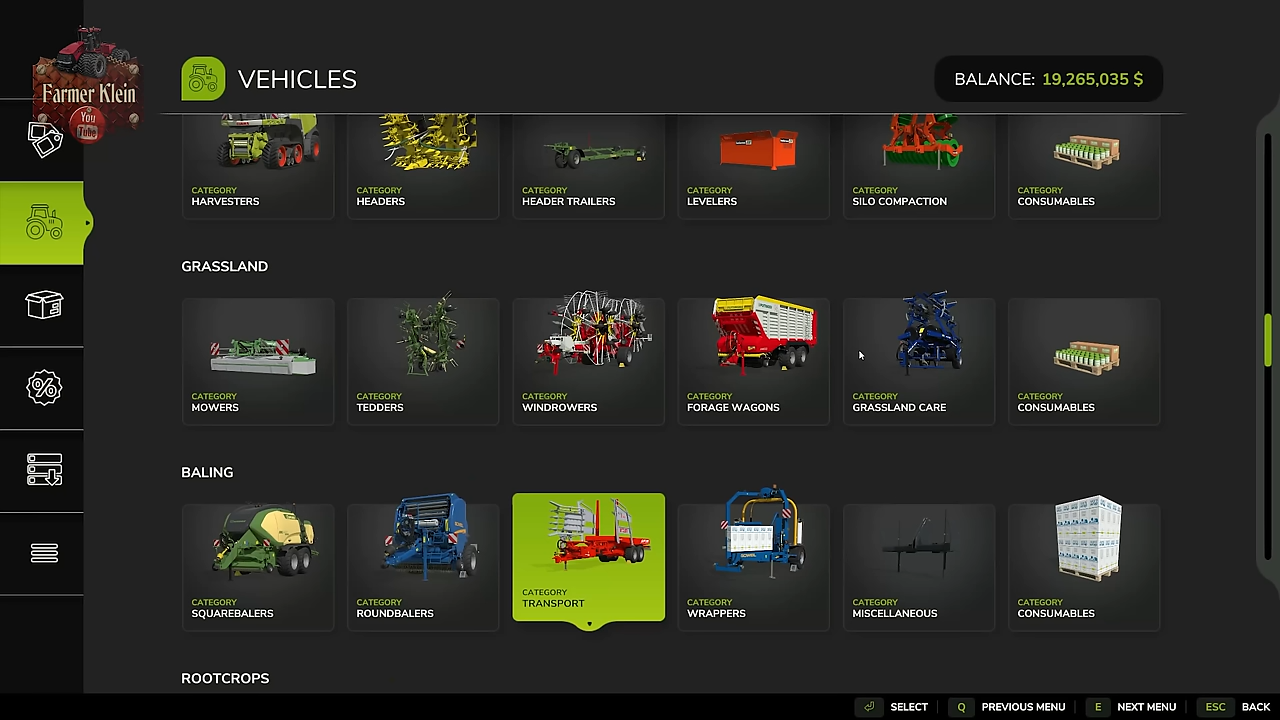 Farmer Klein
You
Tube
VEHICLES
BALANCE: 19,265,035 $
CATEGORY
HARVESTERS
CATEGORY
HEADERS
CATEGORY
HEADER TRAILERS
CATEGORY
LEVELERS
CATEGORY
SILO COMPACTION
CATEGORY
CONSUMABLES
GRASSLAND
CATEGORY
MOWERS
CATEGORY
TEDDERS
CATEGORY
WINDROWERS
CATEGORY
FORAGE WAGONS
CATEGORY
GRASSLAND CARE
CATEGORY
CONSUMABLES
BALING
CATEGORY
SQUAREBALERS
CATEGORY
ROUNDBALERS
CATEGORY
TRANSPORT
CATEGORY
WRAPPERS
CATEGORY
MISCELLANEOUS
CATEGORY
CONSUMABLES
ROOTCROPS
SELECT
Q PREVIOUS MENU
E NEXT MENU
ESC BACK